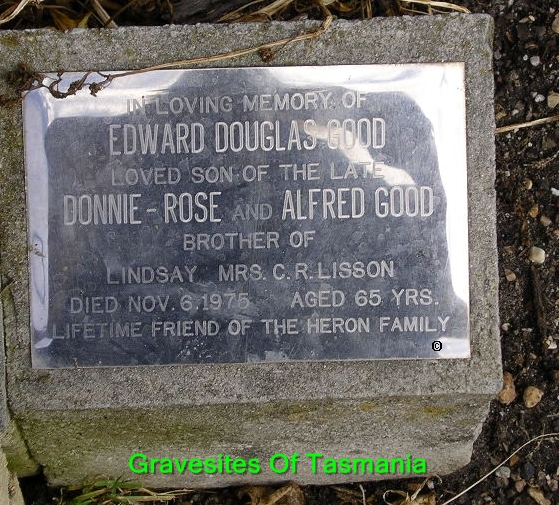 IN LOVING MEMORY OF
EDWARD DOUGLAS GOOD
LOVED SON OF THE LATE
DONNIE-ROSE AND ALFRED GOOD
BROTHER OF
LINDSAY MRS. C.R. LISSON
DIED NOV. 6. 1975 AGED 65 YRS.
LIFETIME FRIEND OF THE HERON FAMILY
©
Gravesites Of Tasmania